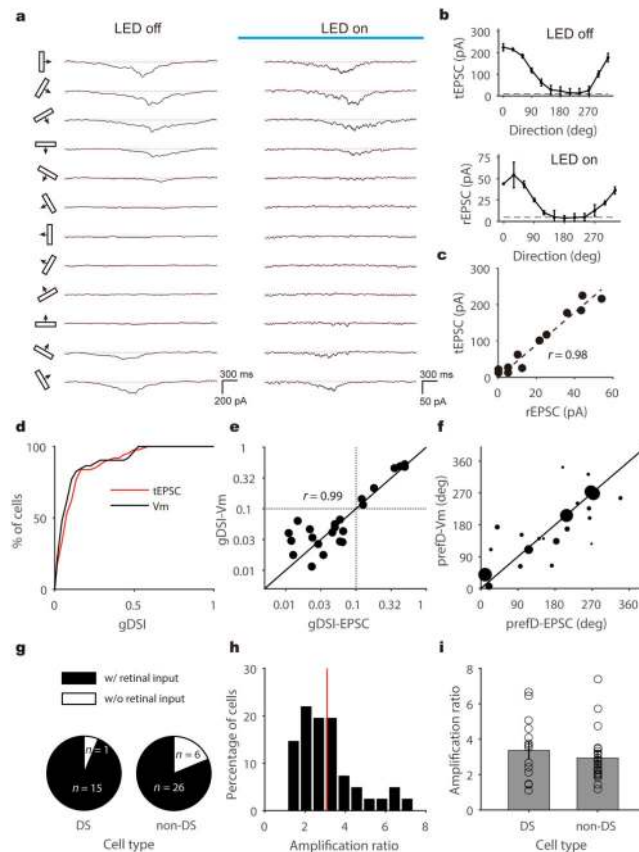 a
LED off
LED on
300 ms
200 pA
300 ms
50 pA
b
LED off
tEPSC (pA)
300
200
100
0
0 90 180 270
Direction (deg)
LED on
rEPSC (pA)
75
50
25
0
0 90 180 270
Direction (deg)
c
tEPSC (pA)
300
200
100
0
r = 0.98
0 20 40 60
rEPSC (pA)
d
% of cells
100
50
0
tEPSC
Vm
0 0.5 1
gDSI
e
gDSI-Vm
1
0.32
0.1
0.03
0.01
r = 0.99
0.01 0.03 0.1 0.32 1
gDSI-EPSC
f
prefD-Vm (deg)
360
270
180
90
0
0 90 180 270 360
prefD-EPSC (deg)
g
w/ retinal input
w/o retinal input
n = 1
n = 15
DS
n = 6
n = 26
non-DS
Cell type
h
Percentage of cells
30
20
10
0
2 4 6 8
Amplification ratio
i
Amplification ratio
8
6
4
2
0
DS non-DS
Cell type